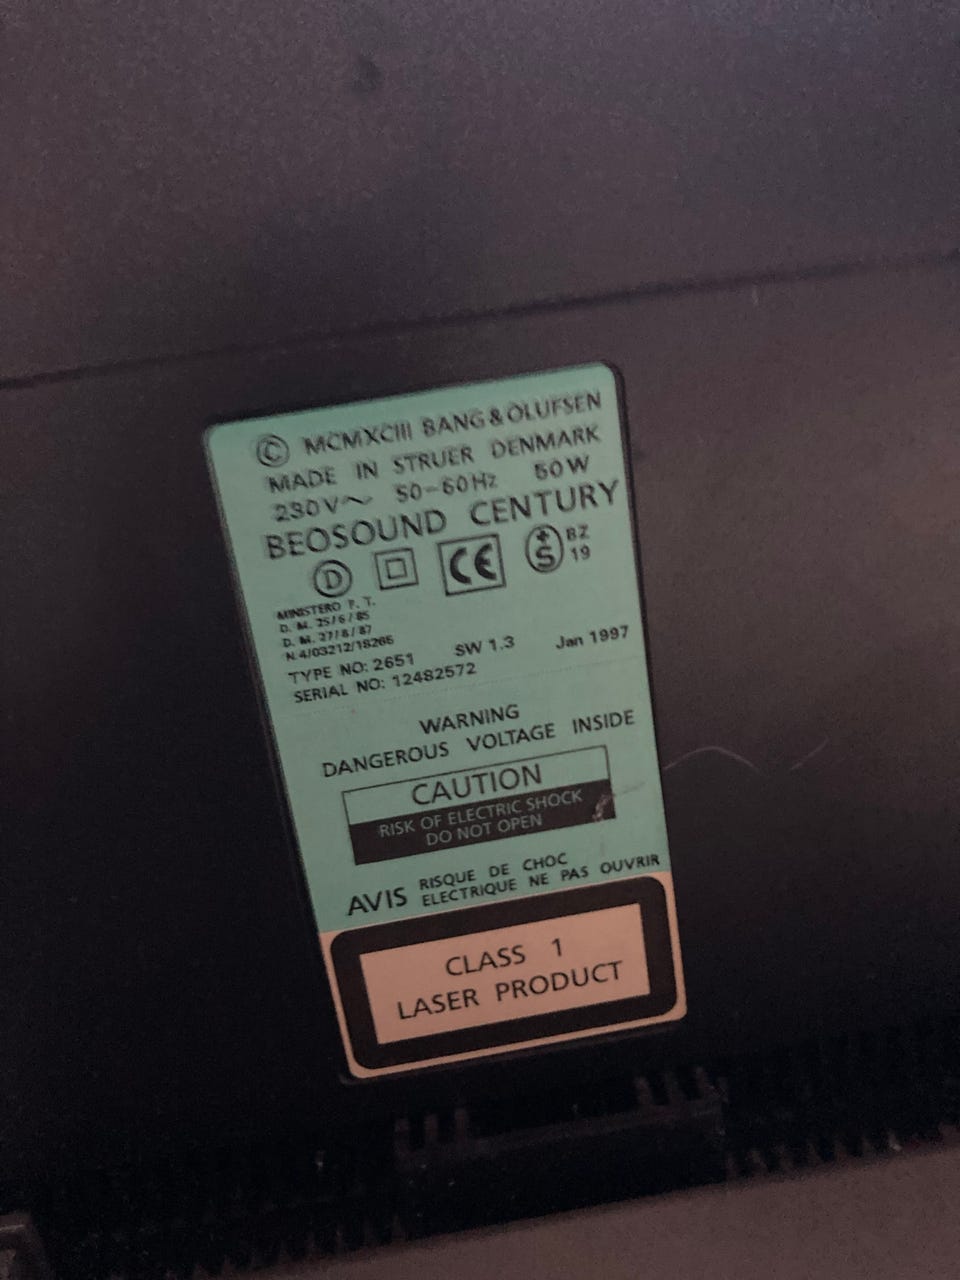 © MCMXCIII BANG & OLUFSEN
MADE IN STRUER DENMARK
230V~ 50-60Hz 50W
BEOSOUND CENTURY
D CE S BZ 19
MINISTERO P. T.
D. M. 25/6/85
D. M. 27/8/87
N.4/03212/18265
TYPE NO: 2651 SW 1.3 Jan 1997
SERIAL NO: 12482572
WARNING
DANGEROUS VOLTAGE INSIDE
CAUTION
RISK OF ELECTRIC SHOCK
DO NOT OPEN
AVIS RISQUE DE CHOC
ELECTRIQUE NE PAS OUVRIR
CLASS 1
LASER PRODUCT